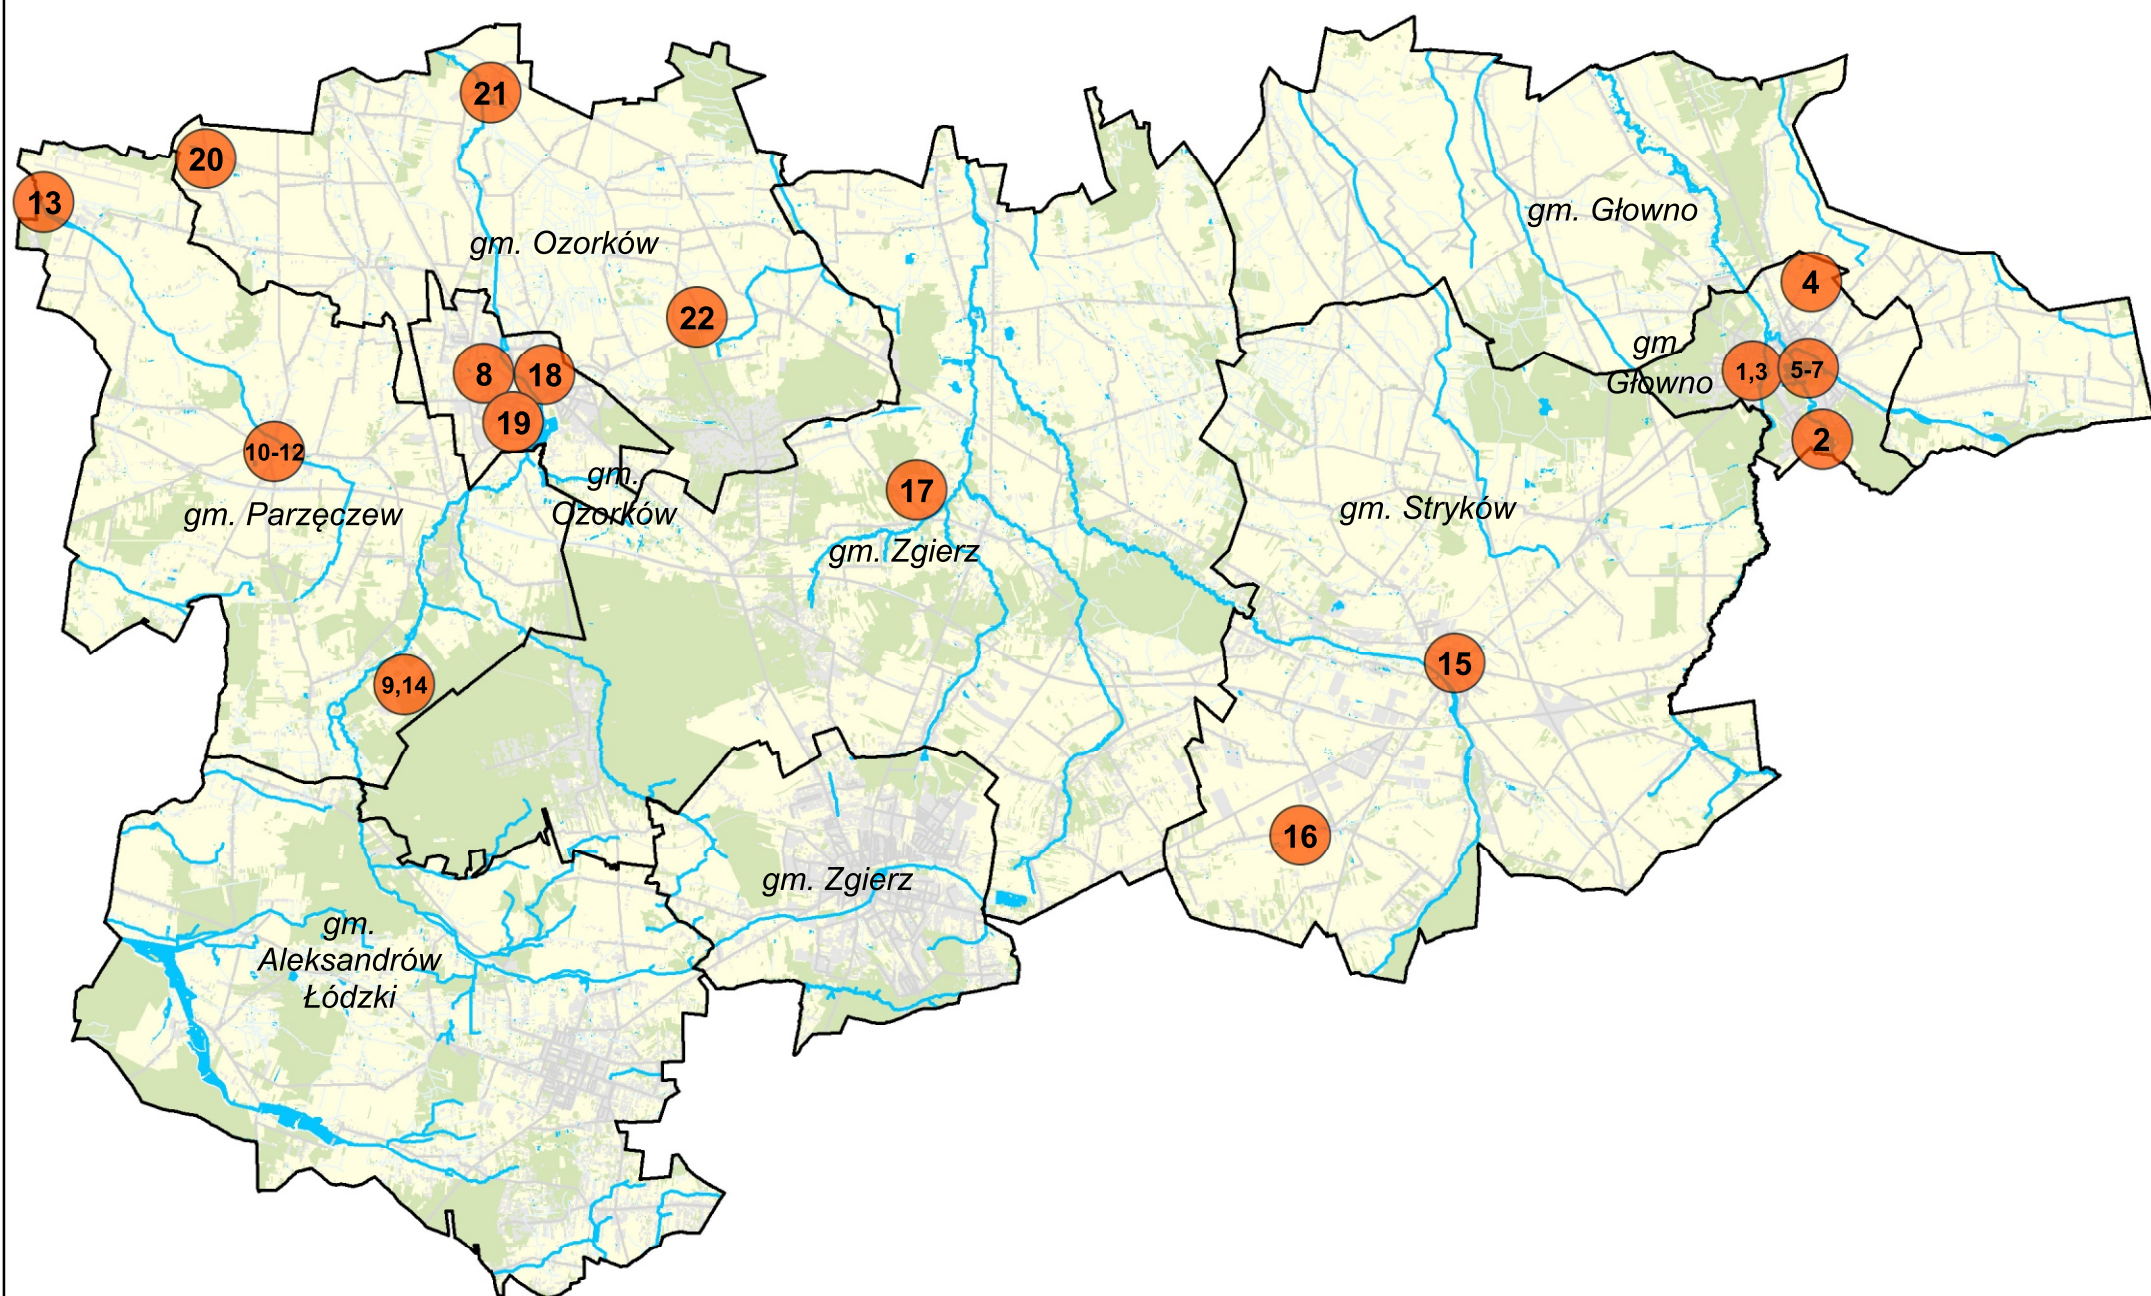 21
20
13
gm. Głowno
gm. Ozorków
4
22
gm.
Głowno
1,3
5-7
8
18
19
2
10-12
gm.
Ozorków
17
gm. Parzęczew
gm. Stryków
gm. Zgierz
15
9,14
16
gm. Zgierz
gm.
Aleksandrów
Łódzki